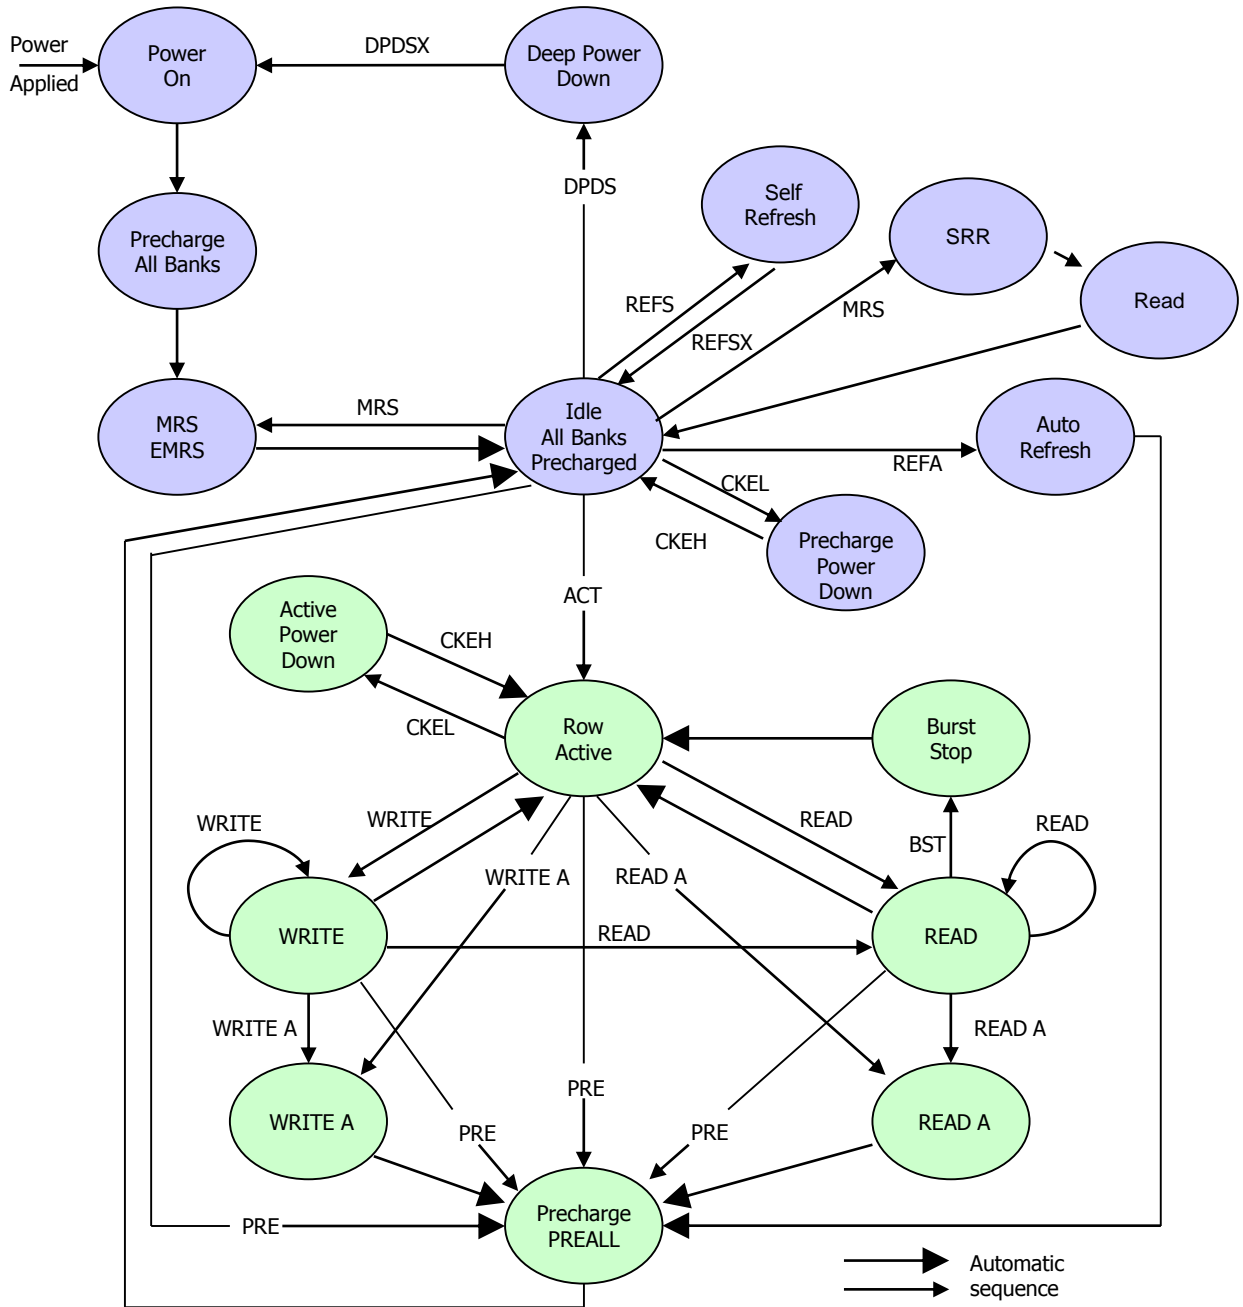 Power
Applied
Power
On
DPDSX
Deep Power
Down
DPDS
Self
Refresh
SRR
Read
Precharge
All Banks
REFS
REFSX
MRS
MRS
EMRS
MRS
Idle
All Banks
Precharged
Auto
Refresh
REFA
CKEL
CKEH
Precharge
Power
Down
ACT
Active
Power
Down
CKEH
CKEL
Row
Active
Burst
Stop
WRITE
WRITE
READ
BST
READ
WRITE A
READ A
WRITE
READ
READ
WRITE A
READ A
WRITE A
PRE
PRE
PRE
READ A
PRE
Precharge
PREALL
Automatic
sequence